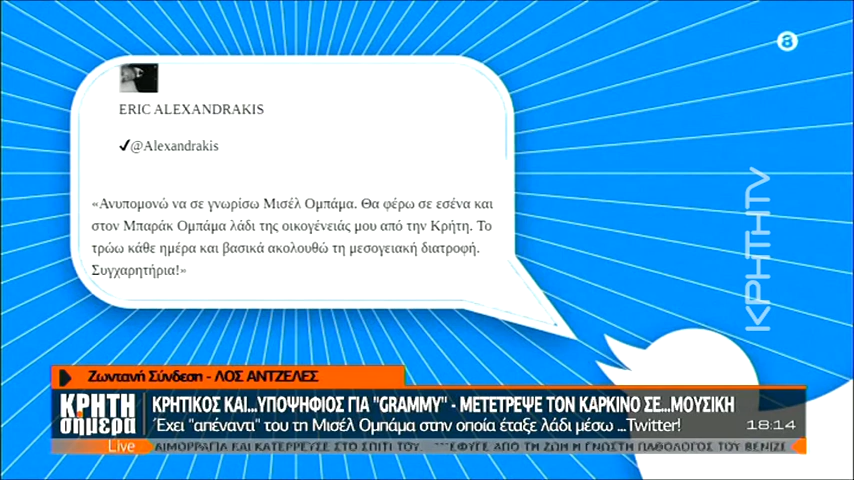 8
ERIC ALEXANDRAKIS
✔@Alexandrakis
«Ανυπομονώ να σε γνωρίσω Μισέλ Ομπάμα. Θα φέρω σε εσένα και
στον Μπαράκ Ομπάμα λάδι της οικογένειάς μου από την Κρήτη. Το
τρώω κάθε ημέρα και βασικά ακολουθώ τη μεσογειακή διατροφή.
Συγχαρητήρια!»
ΚΡΗΤΗTV
Ζωντανή Σύνδεση - ΛΟΣ ΑΝΤΖΕΛΕΣ
ΚΡΗΤΗ
σήμερα
ΚΡΗΤΙΚΟΣ ΚΑΙ...ΥΠΟΨΗΦΙΟΣ ΓΙΑ "GRAMMY" - ΜΕΤΕΤΡΕΨΕ ΤΟΝ ΚΑΡΚΙΝΟ ΣΕ...ΜΟΥΣΙΚΗ
Έχει "απέναντι" του τη Μισέλ Ομπάμα στην οποία έταξε λάδι μέσω ...Twitter!
18:14
Live
ΑΙΜΟΡΡΑΓΙΑ ΚΑΙ ΚΑΤΕΡΡΕΥΣΕ ΣΤΟ ΣΠΙΤΙ ΤΟΥ... ...ΕΦΥΓΕ ΑΠΟ ΤΗ ΖΩΗ Η ΓΝΩΣΤΗ ΠΑΘΟΛΟΓΟΣ ΤΟΥ ΒΕΝΙΖΕ